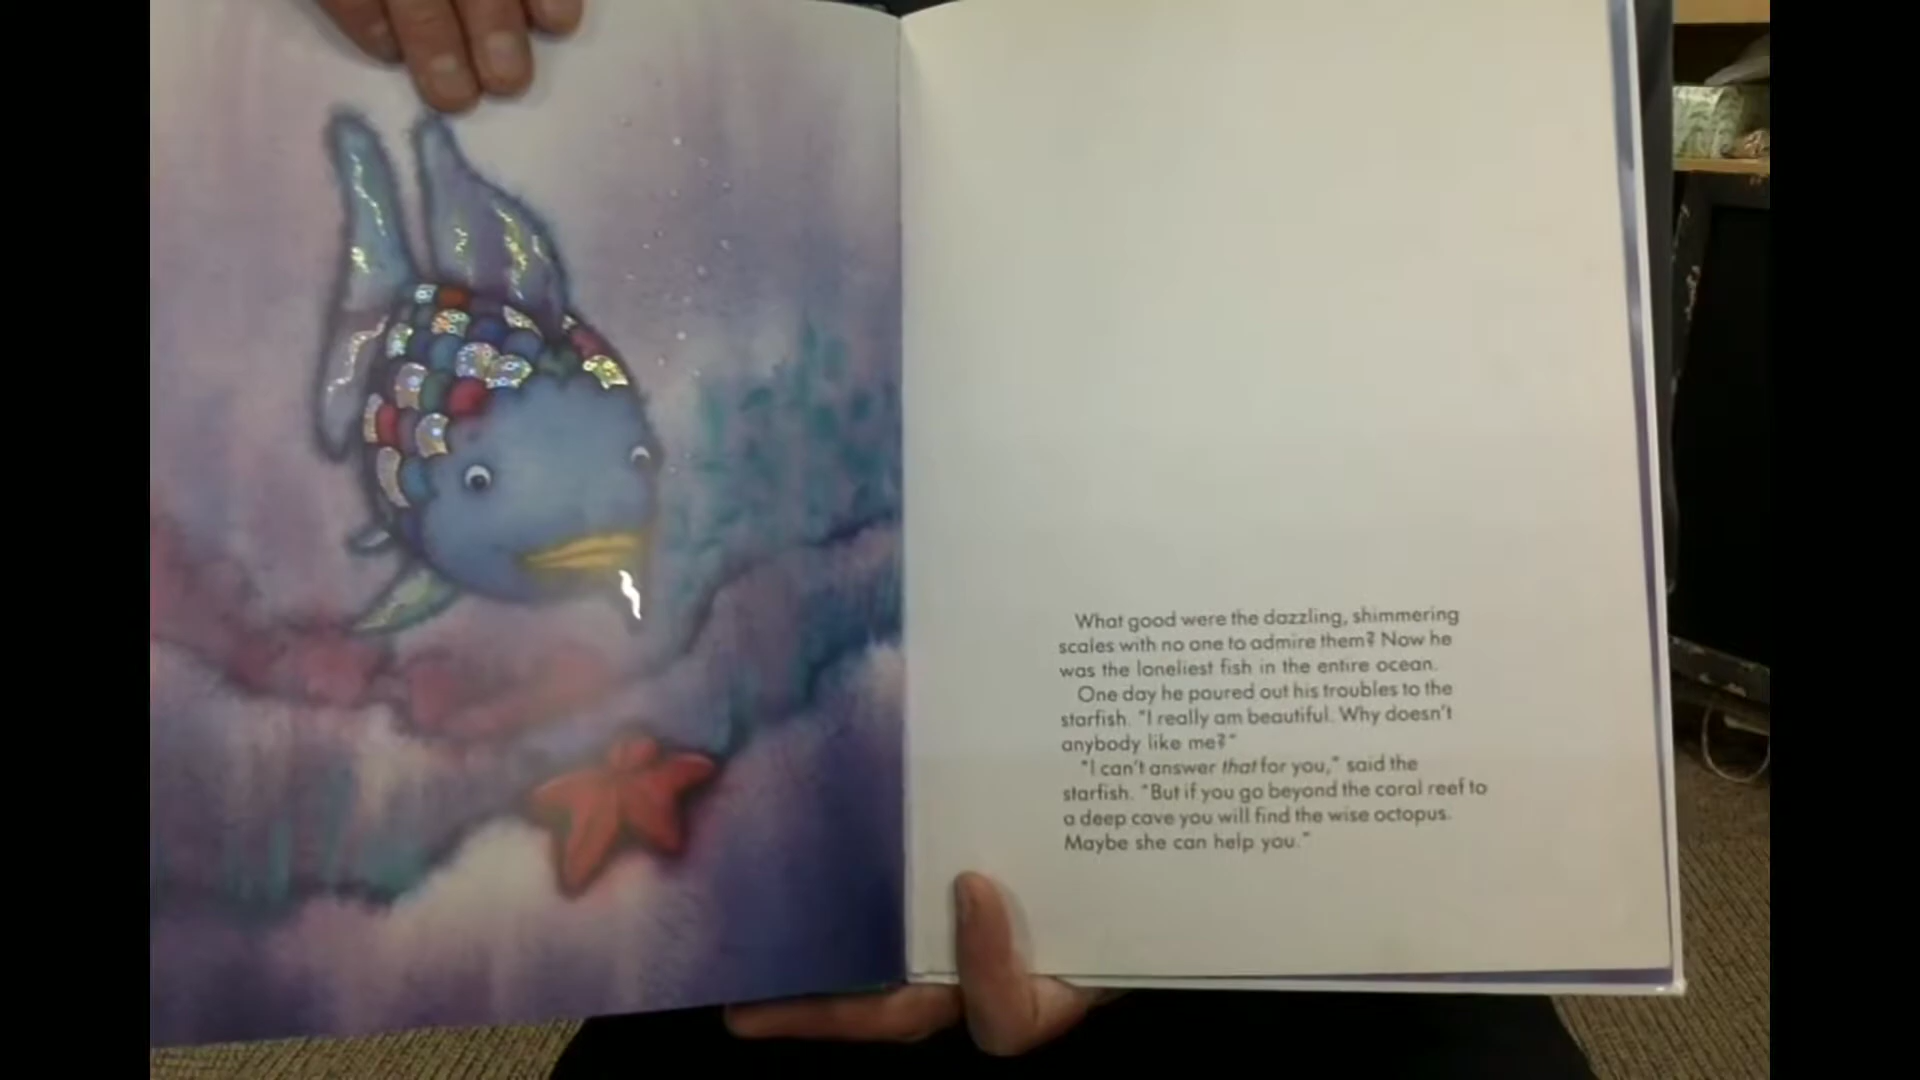 What good were the dazzling, shimmering
scales with no one to admire them? Now he
was the loneliest fish in the entire ocean.
One day he poured out his troubles to the
starfish. "I really am beautiful. Why doesn't
anybody like me?"
"I can't answer that for you," said the
starfish. "But if you go beyond the coral reef to
a deep cave you will find the wise octopus.
Maybe she can help you."